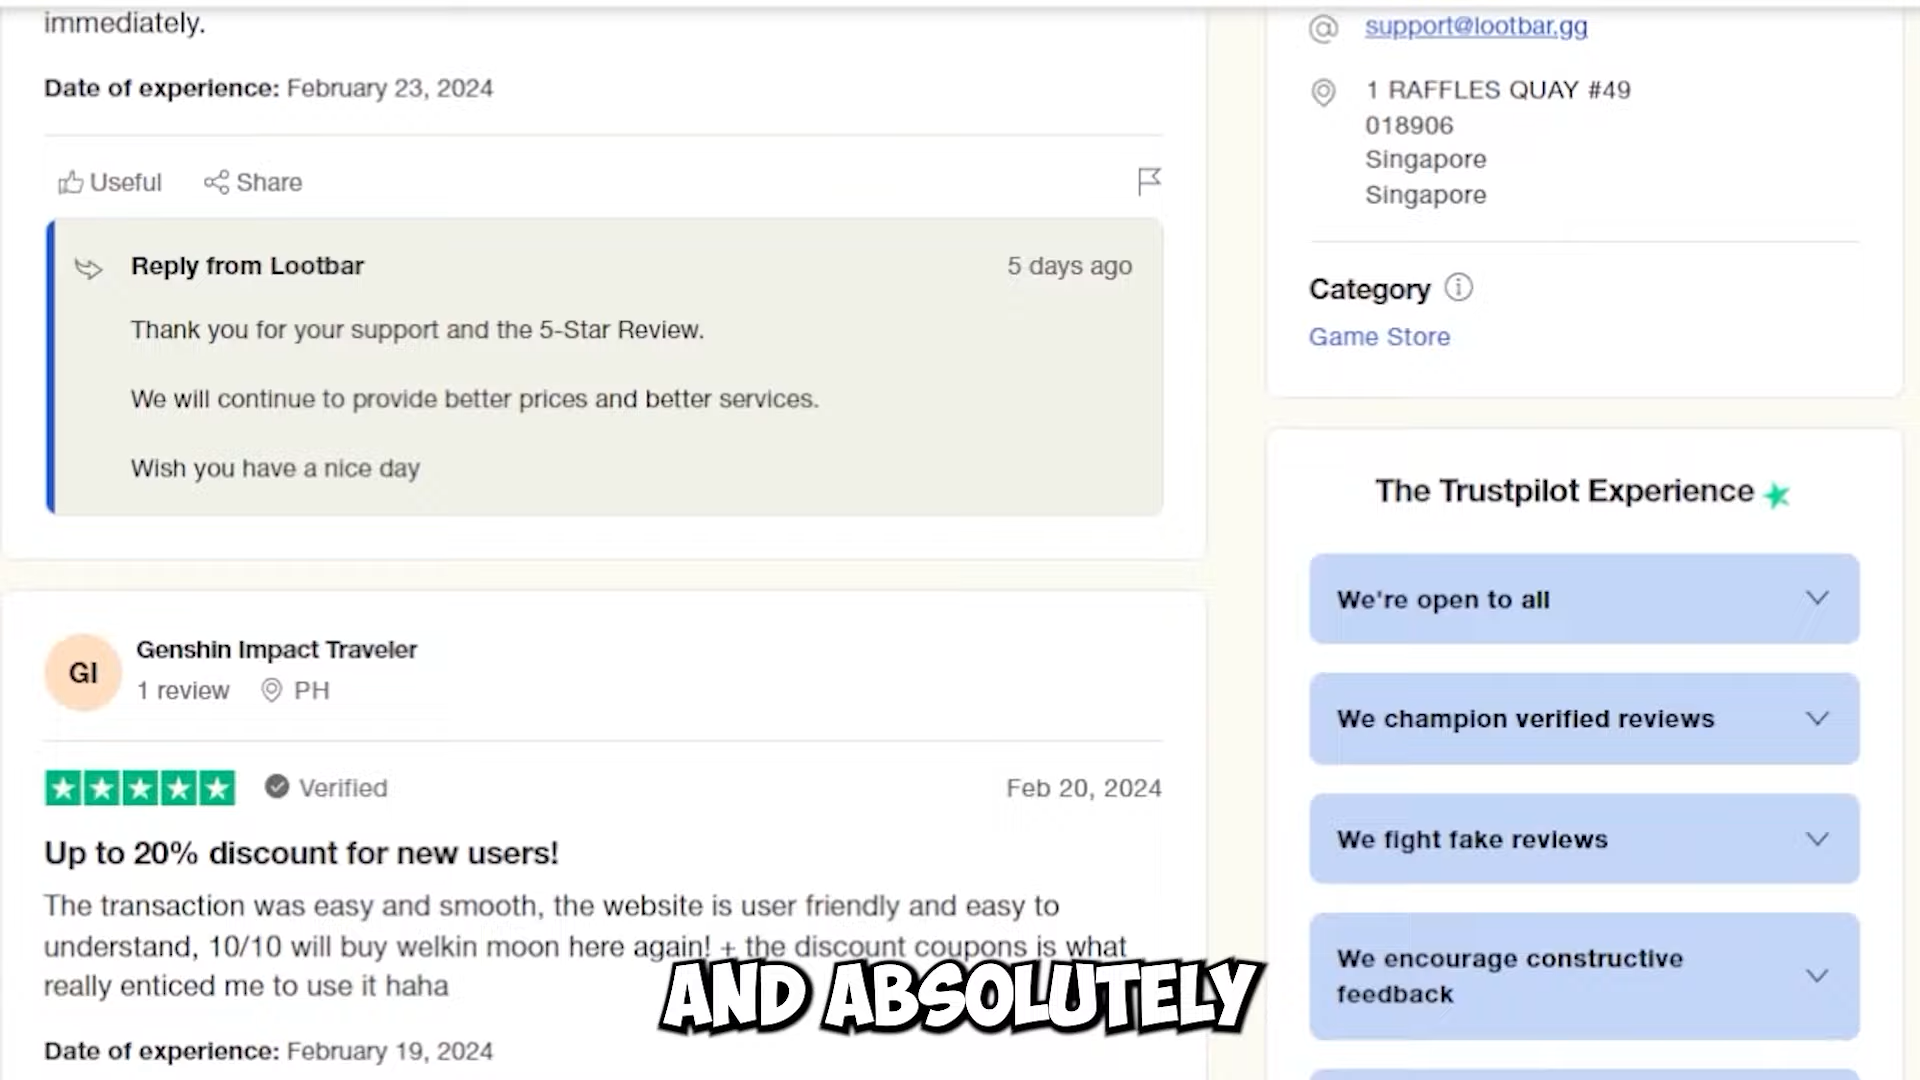 immediately.
Date of experience: February 23, 2024
Useful
Share
Reply from Lootbar
5 days ago
Thank you for your support and the 5-Star Review.
We will continue to provide better prices and better services.
Wish you have a nice day
GI
Genshin Impact Traveler
1 review
PH
Verified
Feb 20, 2024
Up to 20% discount for new users!
The transaction was easy and smooth, the website is user friendly and easy to
understand, 10/10 will buy welkin moon here again! + the discount coupons is what
really enticed me to use it haha
Date of experience: February 19, 2024
AND ABSOLUTELY
support@lootbar.gg
1 RAFFLES QUAY #49
018906
Singapore
Singapore
Category
Game Store
The Trustpilot Experience
We're open to all
We champion verified reviews
We fight fake reviews
We encourage constructive
feedback